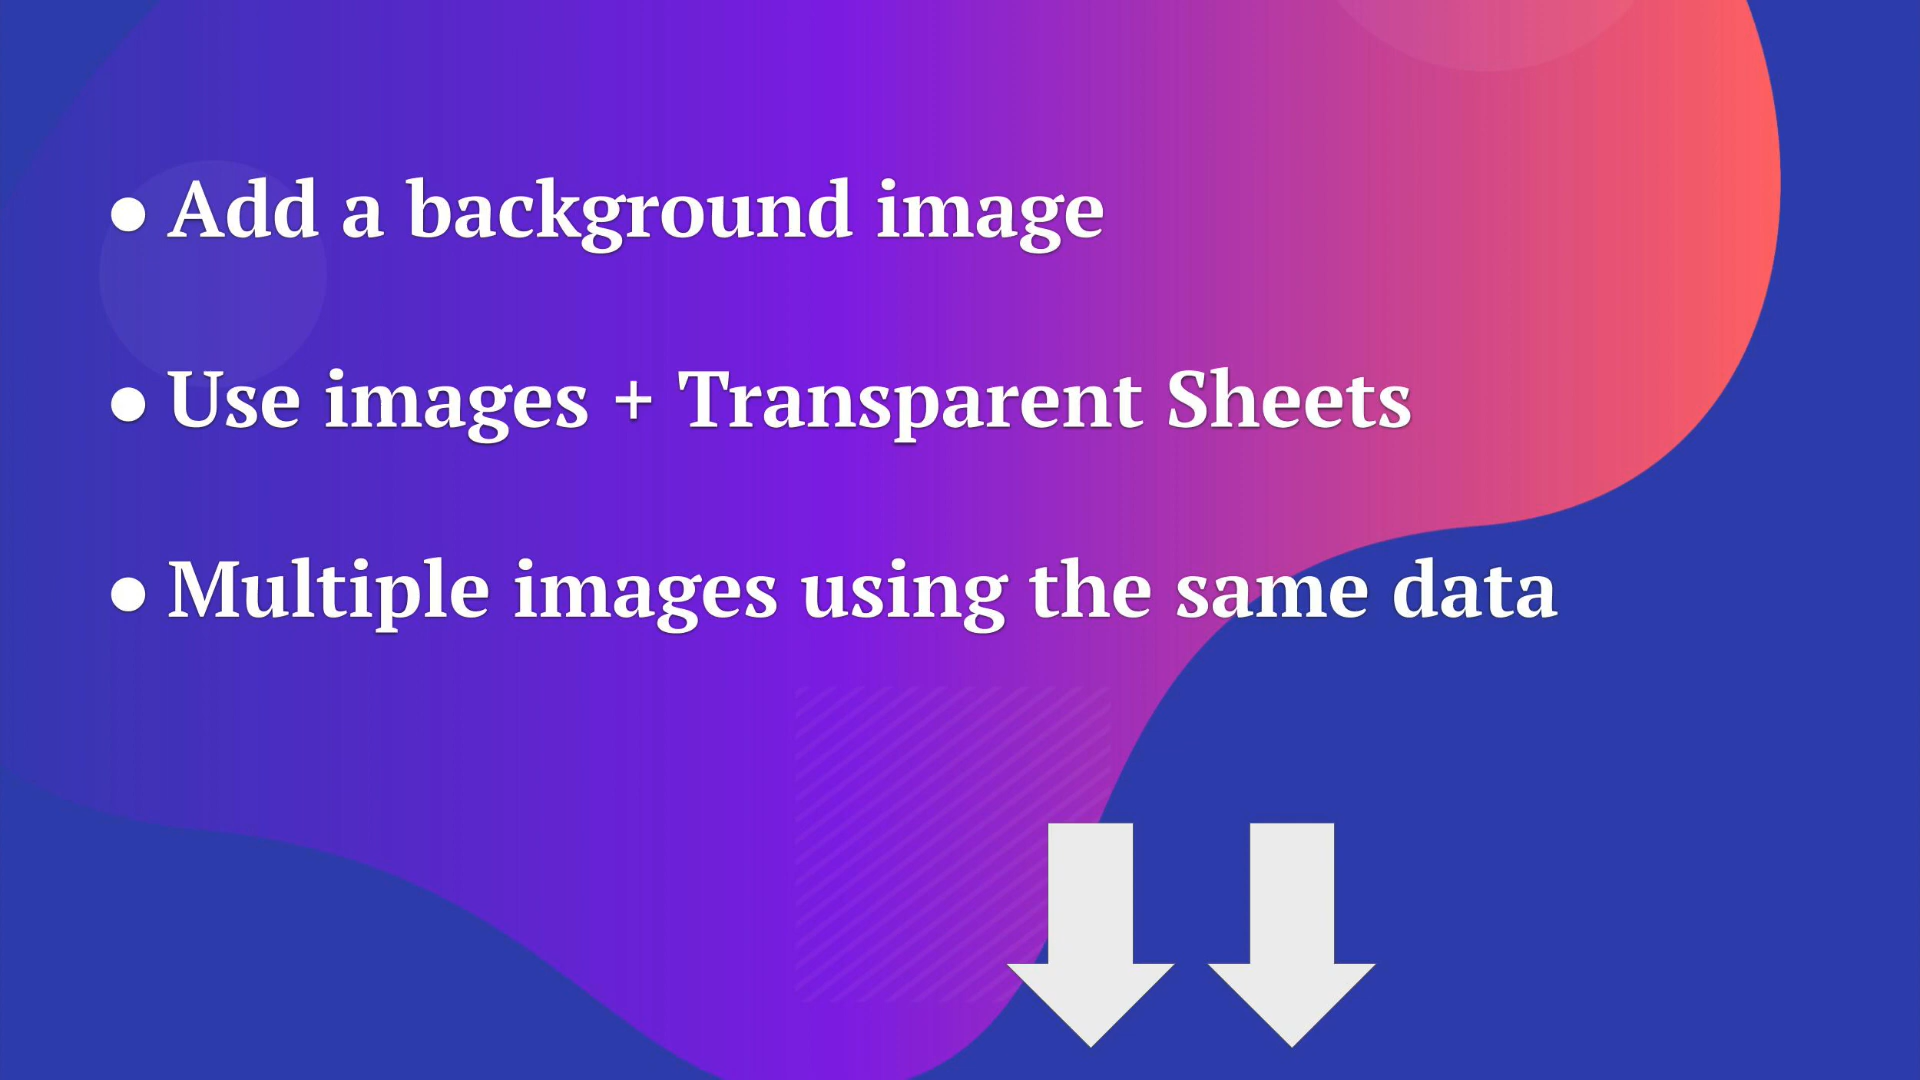 • Add a background image
• Use images + Transparent Sheets
• Multiple images using the same data